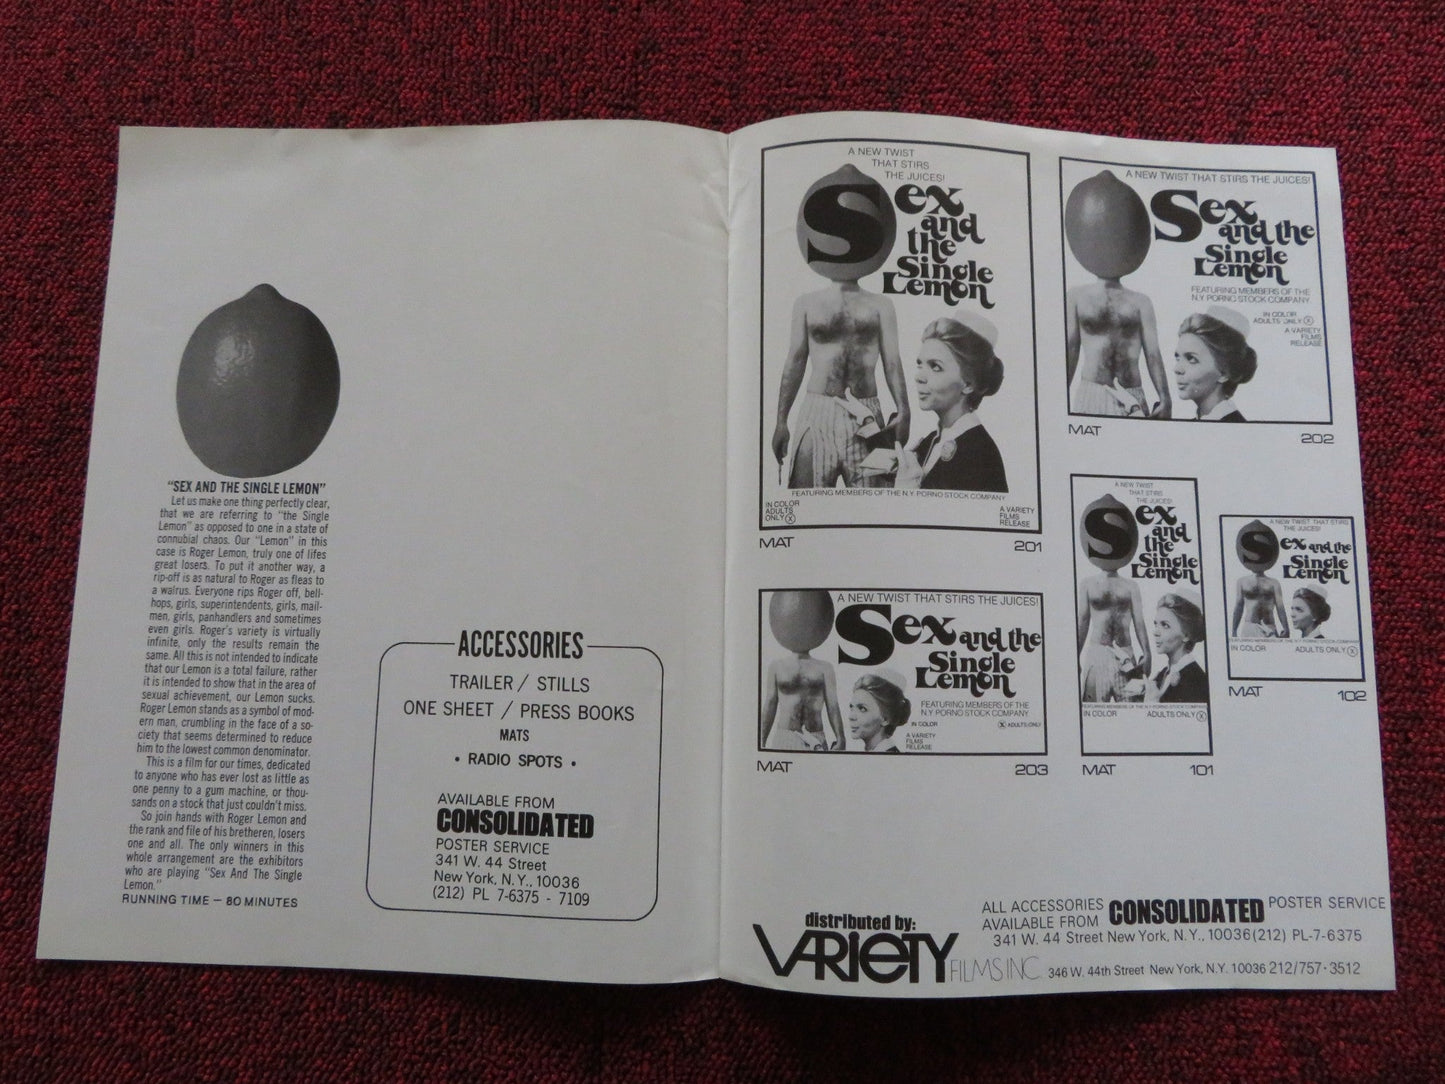 "SEX AND THE SINGLE LEMON"
Let us make one thing perfectly clear,
that we are referring to "the Single
Lemon" as opposed to one in a state of
connubial chaos. Our "Lemon" in this
case is Roger Lemon, truly one of lifes
great losers. To put it another way, a
rip-off is as natural to Roger as fleas to
a walrus. Everyone rips Roger off, bell-
hops, girls, superintendents, girls, mail-
men, girls, panhandlers and sometimes
even girls. Roger's variety is virtually
infinite, only the results remain the
same. All this is not intended to indicate
that our Lemon is a total failure, rather
it is intended to show that in the area of
sexual achievement, our Lemon sucks.
Roger Lemon stands as a symbol of mod-
ern man, crumbling in the face of a so-
ciety that seems determined to reduce
him to the lowest common denominator.
This is a film for our times, dedicated
to anyone who has ever lost as little as
one penny to a gum machine, or thou-
sands on a stock that just couldn't miss.
So join hands with Roger Lemon and
the rank and file of his bretheren, losers
one and all. The only winners in this
whole arrangement are the exhibitors
who are playing "Sex And The Single
Lemon."
RUNNING TIME — 80 MINUTES
ACCESSORIES
TRAILER / STILLS
ONE SHEET / PRESS BOOKS
MATS
• RADIO SPOTS •
AVAILABLE FROM
CONSOLIDATED
POSTER SERVICE
341 W. 44 Street
New York, N.Y., 10036
(212) PL 7-6375 - 7109
A NEW TWIST
THAT STIRS
THE JUICES!
Sex
and
the
Single
Lemon
FEATURING MEMBERS OF THE N.Y. PORNO STOCK COMPANY
IN COLOR
ADULTS
ONLY X
A VARIETY
FILMS
RELEASE
MAT 201
A NEW TWIST THAT STIRS THE JUICES!
Sex
and the
Single
Lemon
FEATURING MEMBERS OF THE
N.Y. PORNO STOCK COMPANY
IN COLOR
ADULTS ONLY X
A VARIETY
FILMS
RELEASE
MAT 202
A NEW TWIST THAT STIRS THE JUICES!
Sex and the
Single
Lemon
FEATURING MEMBERS OF THE
N.Y. PORNO STOCK COMPANY
IN COLOR X ADULTS ONLY
A VARIETY
FILMS
RELEASE
MAT 203
A NEW TWIST
THAT STIRS
THE JUICES!
Sex
and
the
Single
Lemon
FEATURING MEMBERS OF THE N.Y. PORNO STOCK COMPANY
IN COLOR ADULTS ONLY X
MAT 101
A NEW TWIST THAT STIRS
THE JUICES!
Sex and the
Single
Lemon
FEATURING MEMBERS OF THE N.Y. PORNO STOCK COMPANY
IN COLOR ADULTS ONLY X
MAT 102
distributed by:
VARIETY FILMS INC. 346 W. 44th Street New York, N.Y. 10036 212/757-3512
ALL ACCESSORIES
AVAILABLE FROM CONSOLIDATED POSTER SERVICE
341 W. 44 Street New York, N.Y., 10036 (212) PL-7-6375